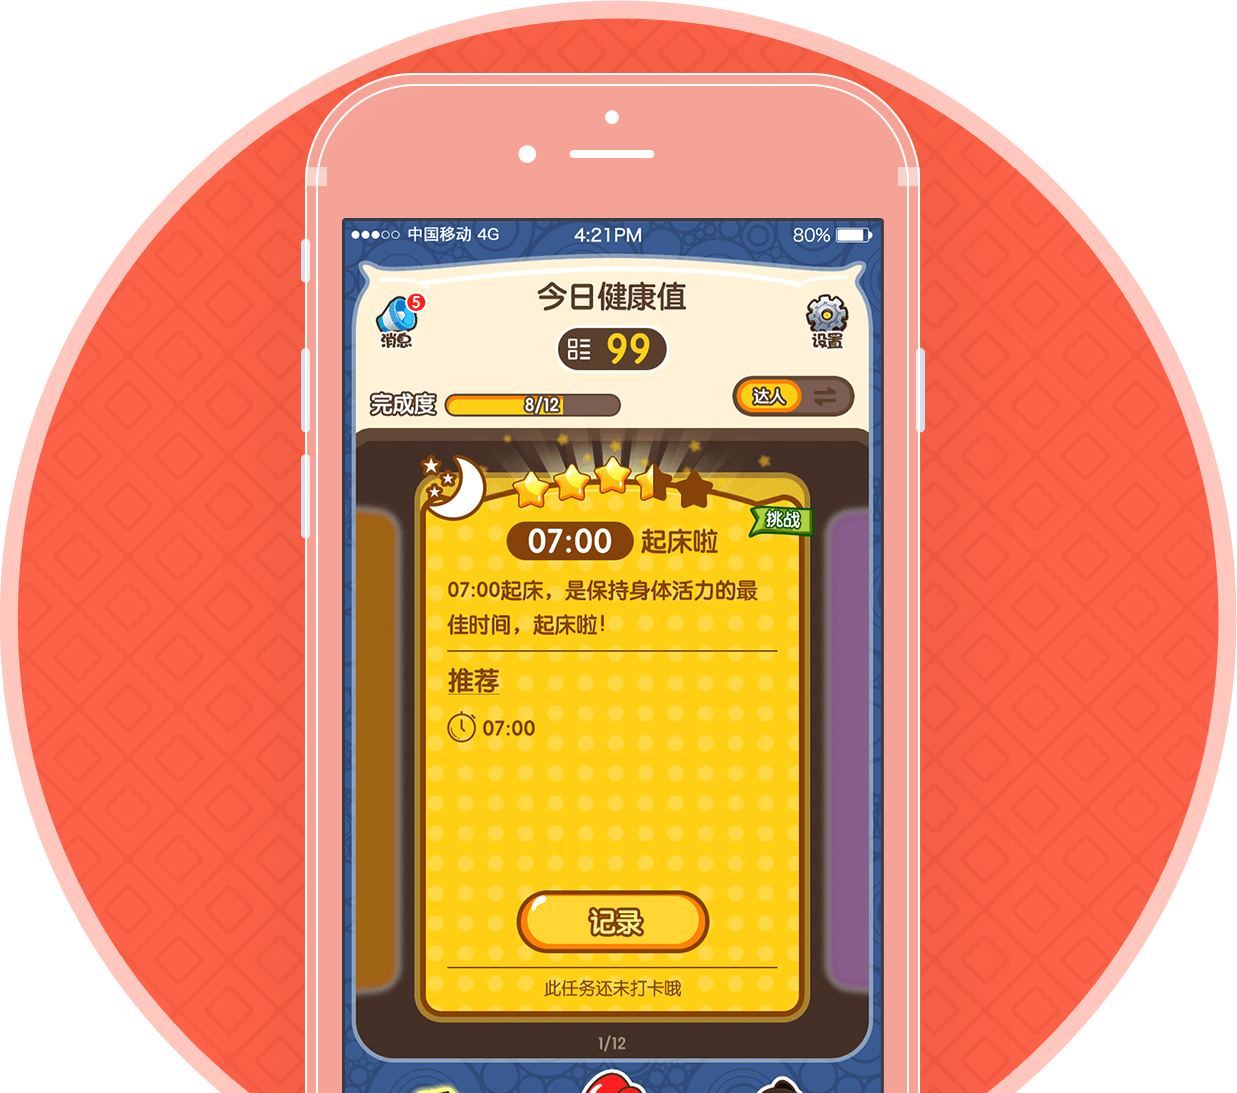 中国移动 4G 4:21PM 80%
今日健康值
5
消息
99
设置
完成度 8/12
达人
挑战
07:00 起床啦
07:00起床，是保持身体活力的最
佳时间，起床啦！
推荐
07:00
记录
此任务还未打卡哦
1/12